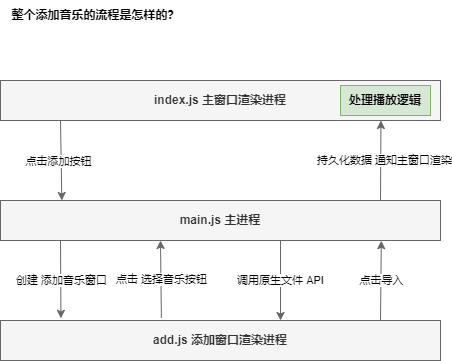 整个添加音乐的流程是怎样的?
index.js 主窗口渲染进程
处理播放逻辑
点击添加按钮
持久化数据 通知主窗口渲染
main.js 主进程
创建 添加音乐窗口
点击 选择音乐按钮
调用原生文件 API
点击导入
add.js 添加窗口渲染进程